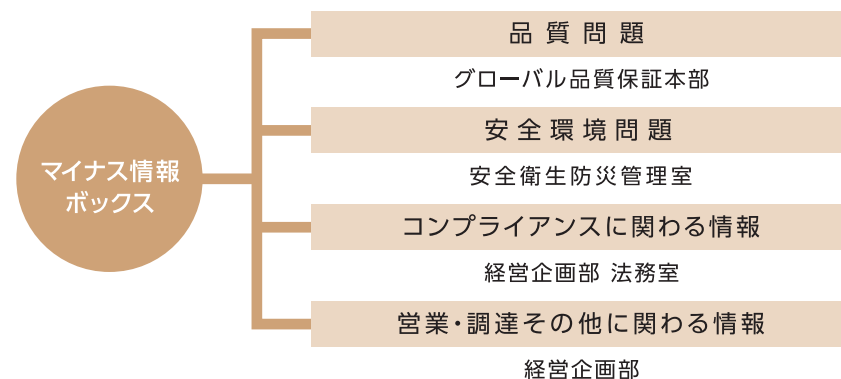 マイナス情報
ボックス
品質問題
グローバル品質保証本部
安全環境問題
安全衛生防災管理室
コンプライアンスに関わる情報
経営企画部 法務室
営業・調達その他に関わる情報
経営企画部